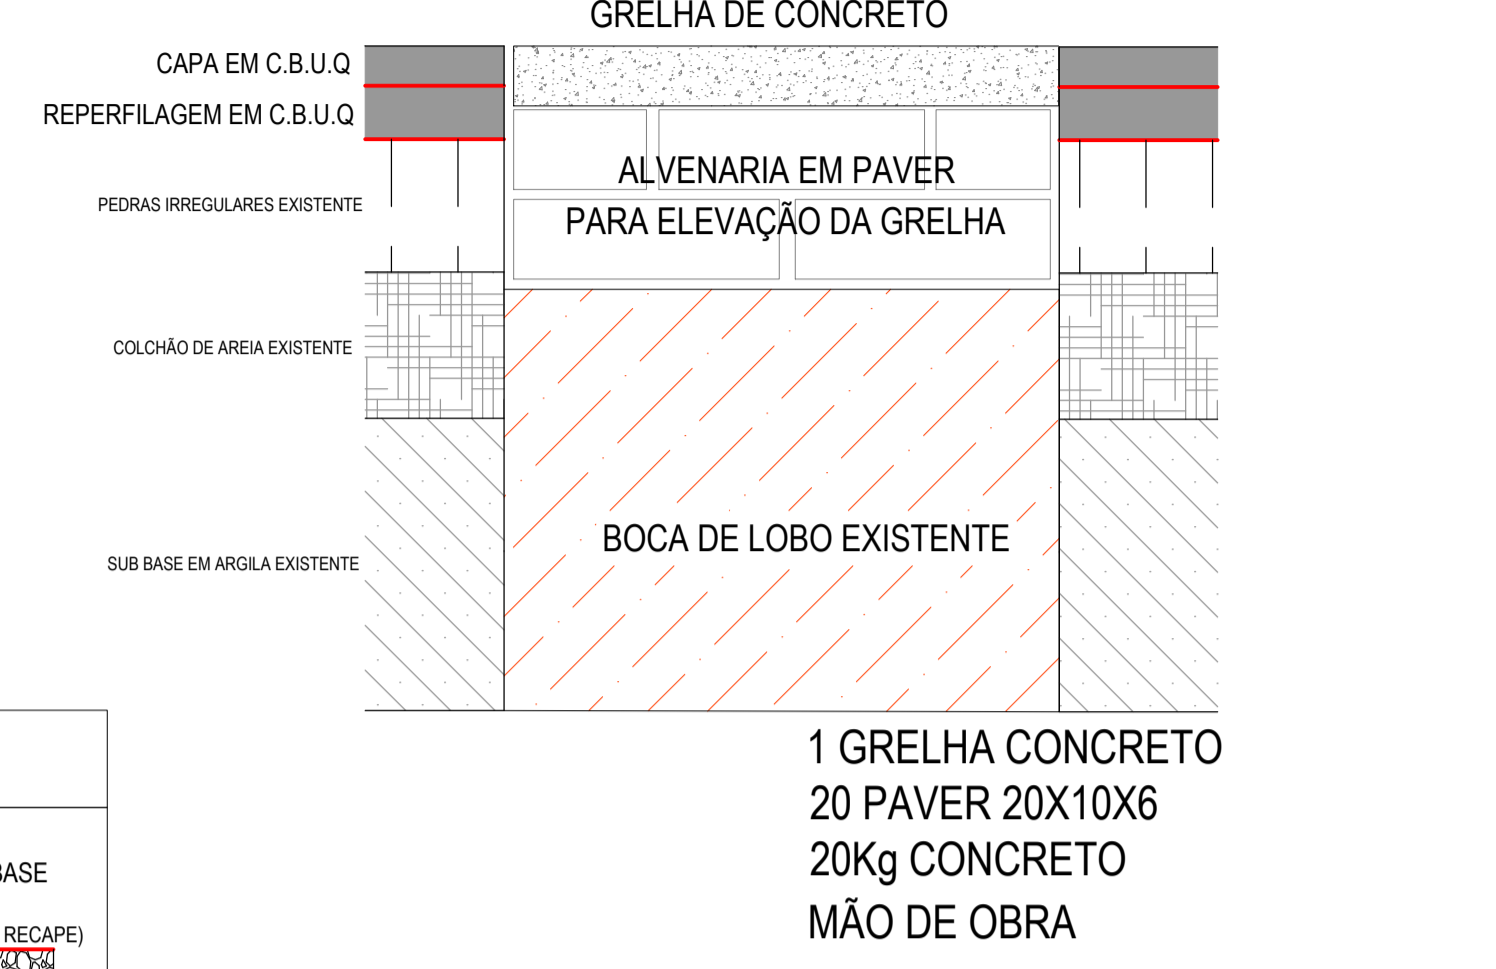 GRELHA DE CONCRETO
CAPA EM C.B.U.Q
REPERFILAGEM EM C.B.U.Q
ALVENARIA EM PAVER
PARA ELEVAÇÃO DA GRELHA
PEDRAS IRREGULARES EXISTENTE
COLCHÃO DE AREIA EXISTENTE
BOCA DE LOBO EXISTENTE
SUB BASE EM ARGILA EXISTENTE
1 GRELHA CONCRETO
20 PAVER 20X10X6
20Kg CONCRETO
MÃO DE OBRA
BASE
RECAPE)